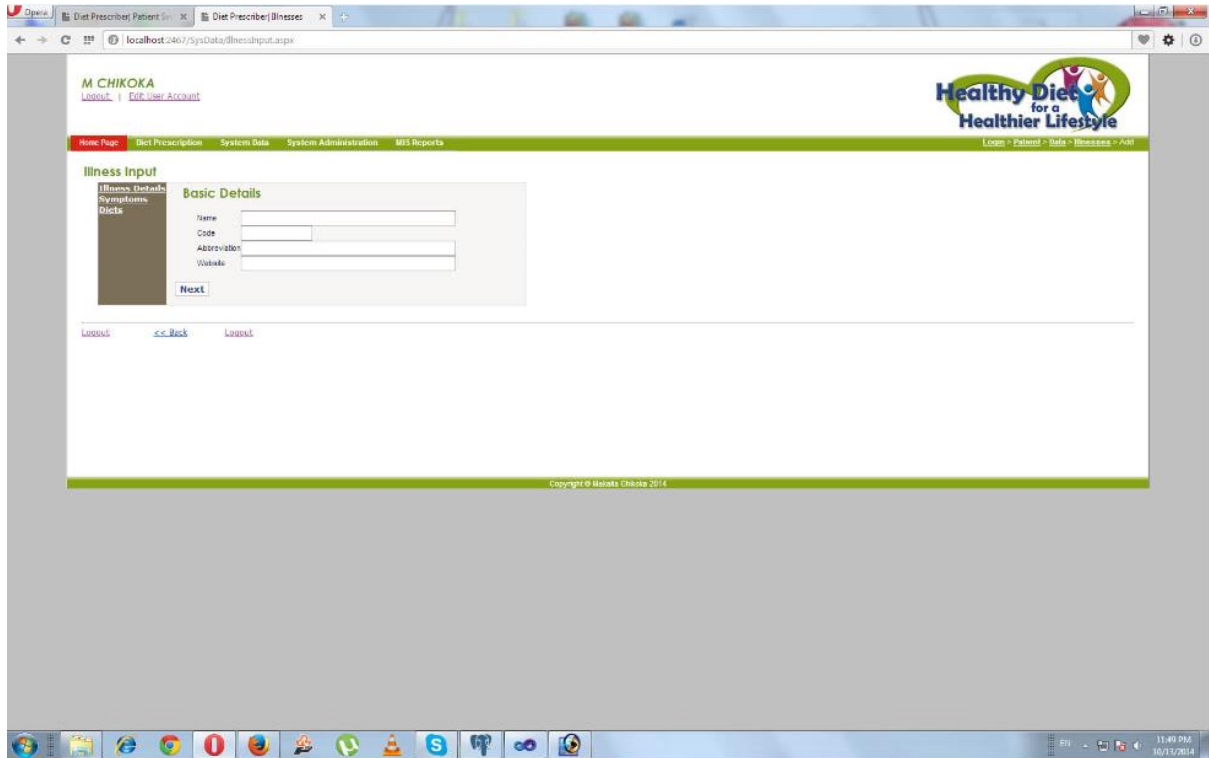 Opera
Diet Prescriber| Patient Se
Diet Prescriber| Illnesses
localhost:2467/SysData/IllnessInput.aspx
M CHIKOKA
Logout | Edit User Account
Healthy Diet
for a
Healthier Lifestyle
Home Page Diet Prescription System Data System Administration MIS Reports
Login > Patient > Data > Illnesses > Add
Illness Input
Illness Details
Symptoms
Diets
Basic Details
Name
Code
Abbreviation
Website
Next
Logout << Back Logout
Copyright © Makaita Chikoka 2014
EN
11:49 PM
10/13/2014